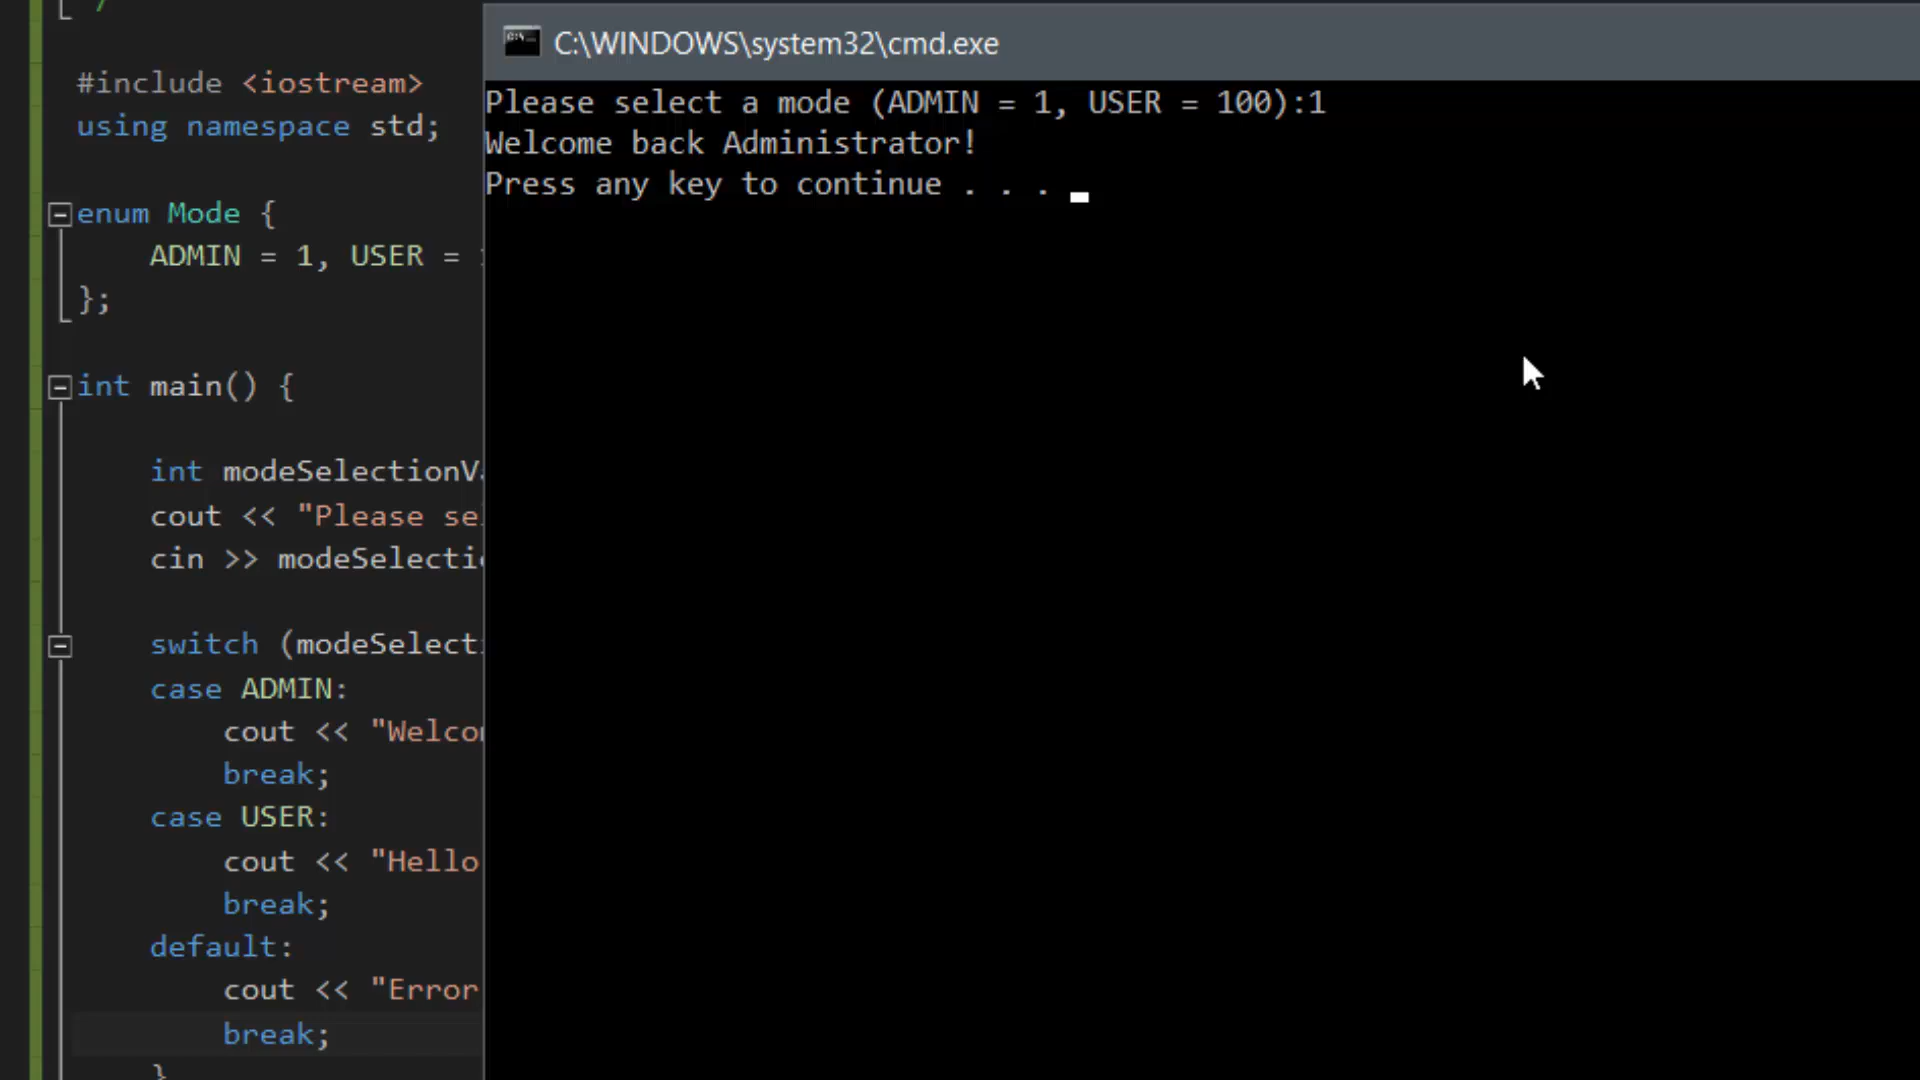 /
#include <iostream>
using namespace std;
enum Mode {
ADMIN = 1, USER =
};
int main() {
int modeSelectionV
cout << "Please se
cin >> modeSelecti
switch (modeSelect
case ADMIN:
cout << "Welco
break;
case USER:
cout << "Hello
break;
default:
cout << "Error
break;
}
C:\WINDOWS\system32\cmd.exe
Please select a mode (ADMIN = 1, USER = 100):1
Welcome back Administrator!
Press any key to continue . . .